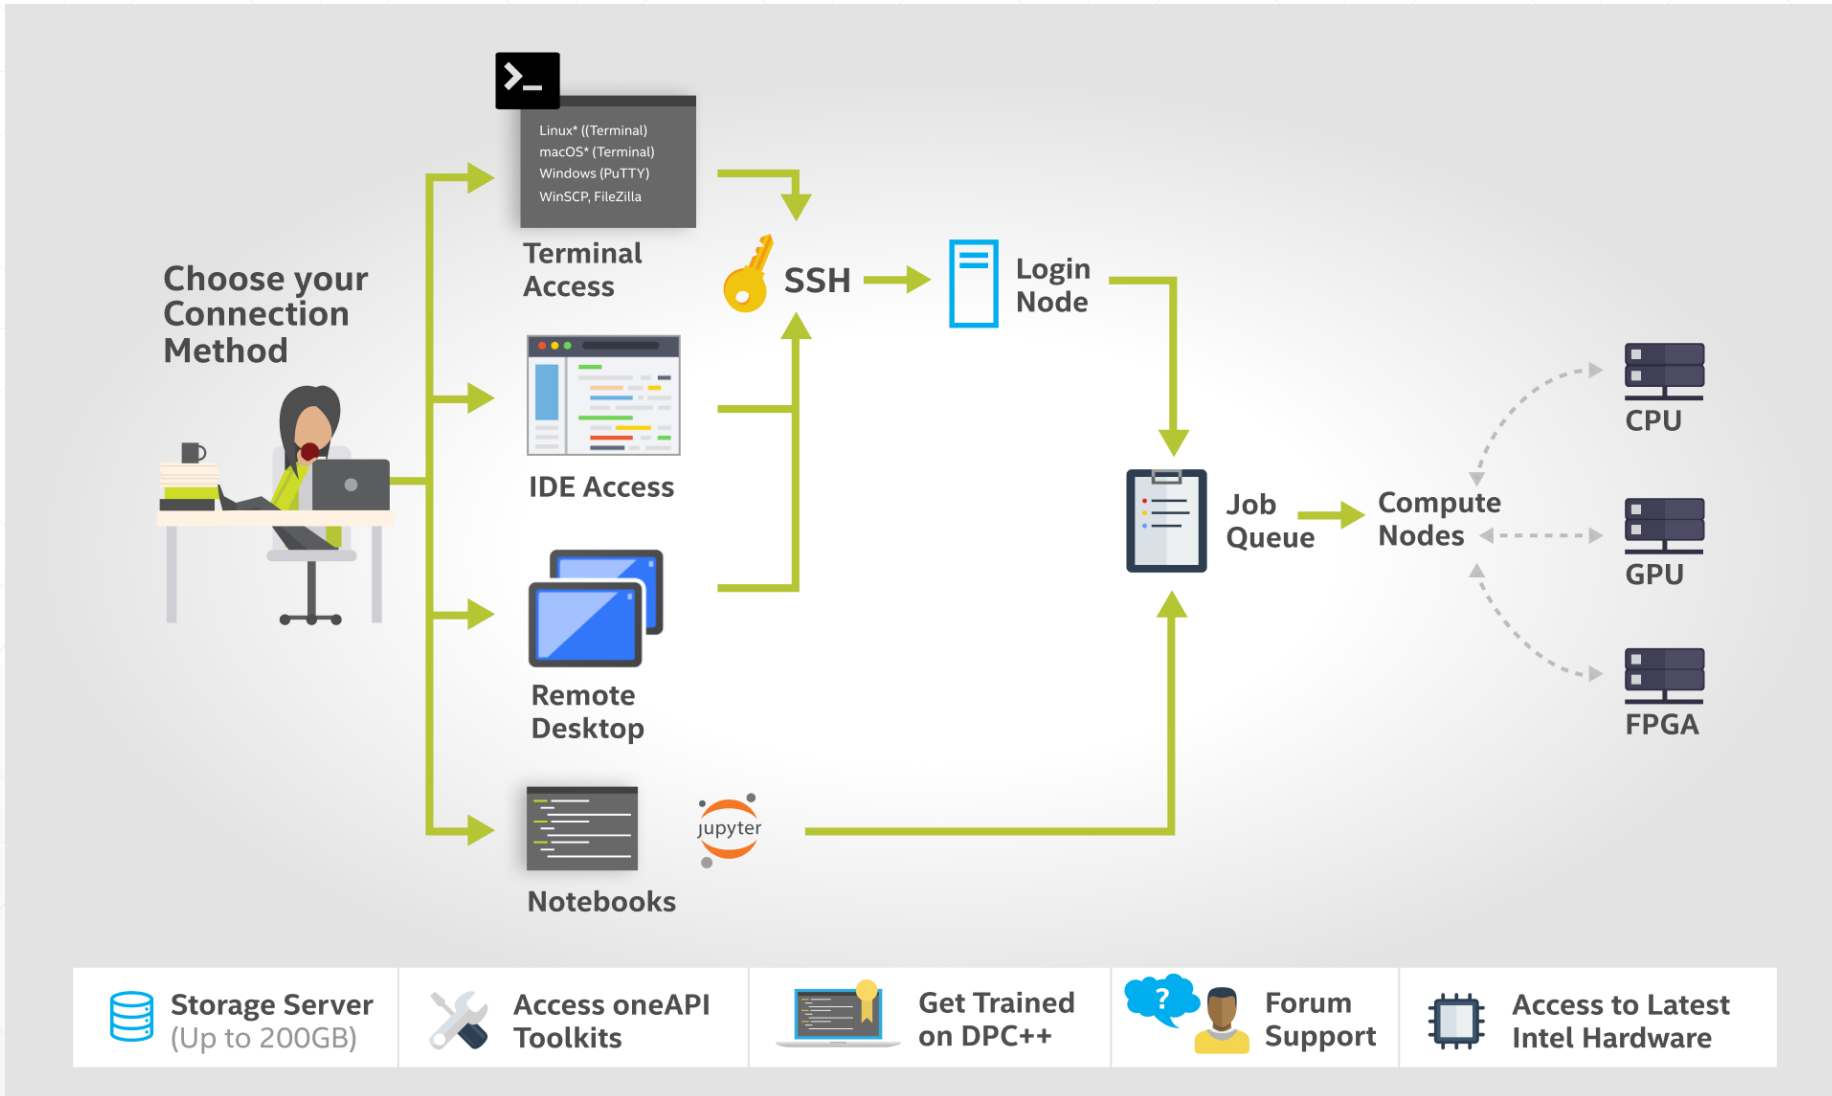 Linux* ((Terminal)
macOS* (Terminal)
Windows (PuTTY)
WinSCP, FileZilla
Terminal
Access
Choose your
Connection
Method
SSH
Login
Node
IDE Access
CPU
Job
Queue
Compute
Nodes
GPU
Remote
Desktop
FPGA
jupyter
Notebooks
Storage Server
(Up to 200GB)
Access oneAPI
Toolkits
Get Trained
on DPC++
?
Forum
Support
Access to Latest
Intel Hardware